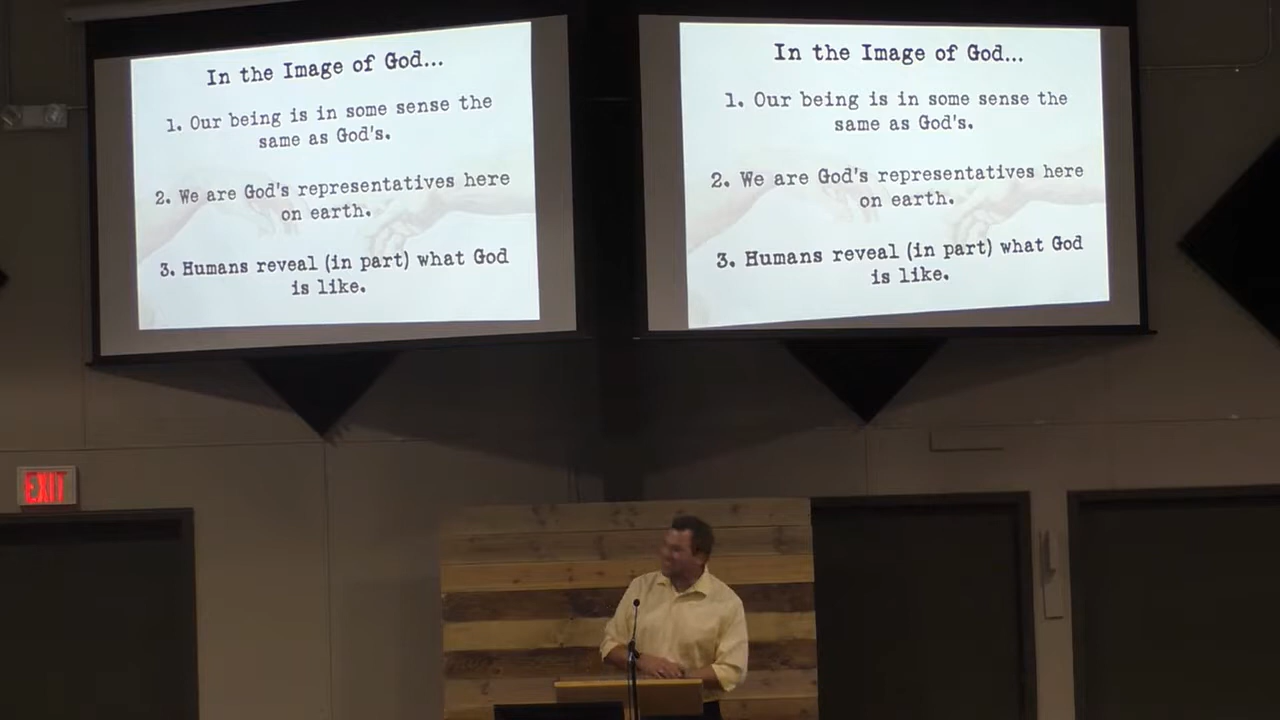 In the Image of God...
1. Our being is in some sense the
same as God's.
2. We are God's representatives here
on earth.
3. Humans reveal (in part) what God
is like.
In the Image of God...
1. Our being is in some sense the
same as God's.
2. We are God's representatives here
on earth.
3. Humans reveal (in part) what God
is like.
EXIT